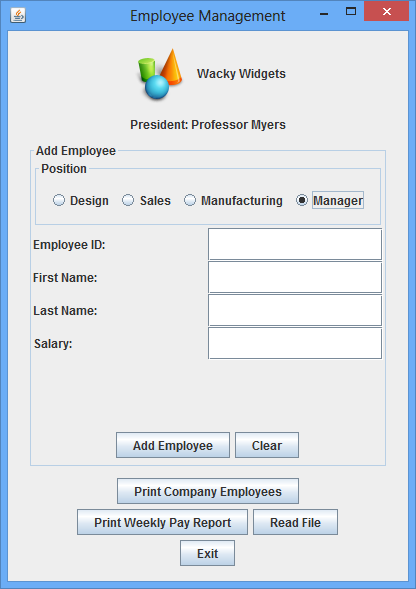 Employee Management
Wacky Widgets
President: Professor Myers
Add Employee
Position
Design Sales Manufacturing Manager
Employee ID:
First Name:
Last Name:
Salary:
Add Employee Clear
Print Company Employees
Print Weekly Pay Report Read File
Exit